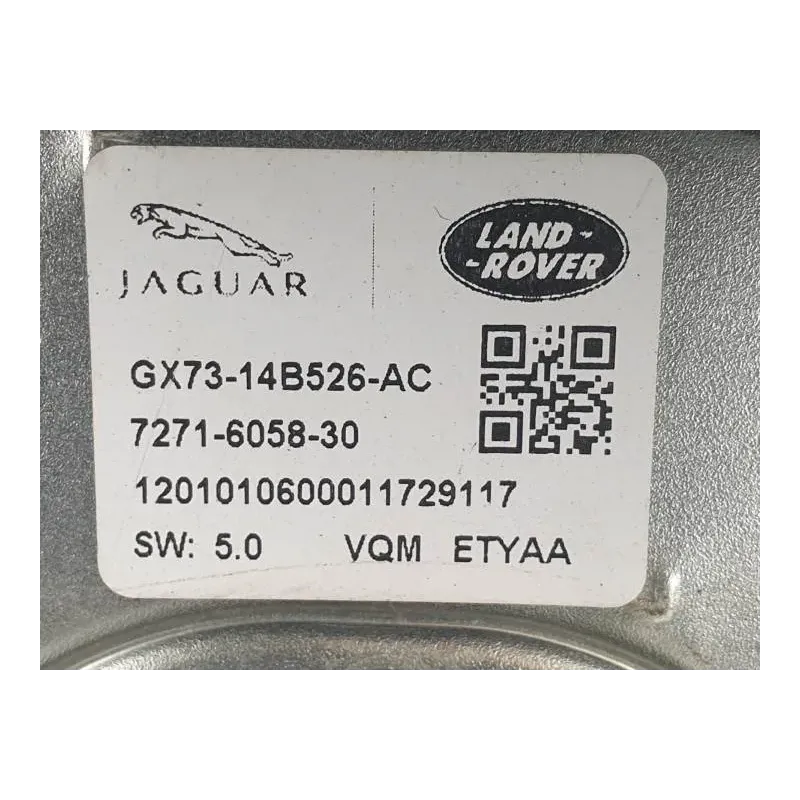 JAGUAR
LAND-
-ROVER
GX73-14B526-AC
7271-6058-30
1201010600011729117
SW: 5.0 VQM ETYAA